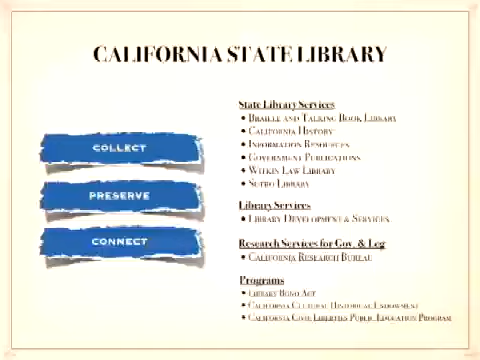 CALIFORNIA STATE LIBRARY
COLLECT
PRESERVE
CONNECT
State Library Services
• BRAILLE AND TALKING BOOK LIBRARY
• CALIFORNIA HISTORY
• INFORMATION RESOURCES
• GOVERNMENT PUBLICATIONS
• WITKIN LAW LIBRARY
• SUTRO LIBRARY
Library Services
• LIBRARY DEVELOPMENT & SERVICES
Research Services for Gov. & Leg
• CALIFORNIA RESEARCH BUREAU
Programs
• LIBRARY BOND ACT
• CALIFORNIA CULTURAL HISTORICAL ENDOWMENT
• CALIFORNIA CIVIL LIBERTIES PUBLIC EDUCATION PROGRAM